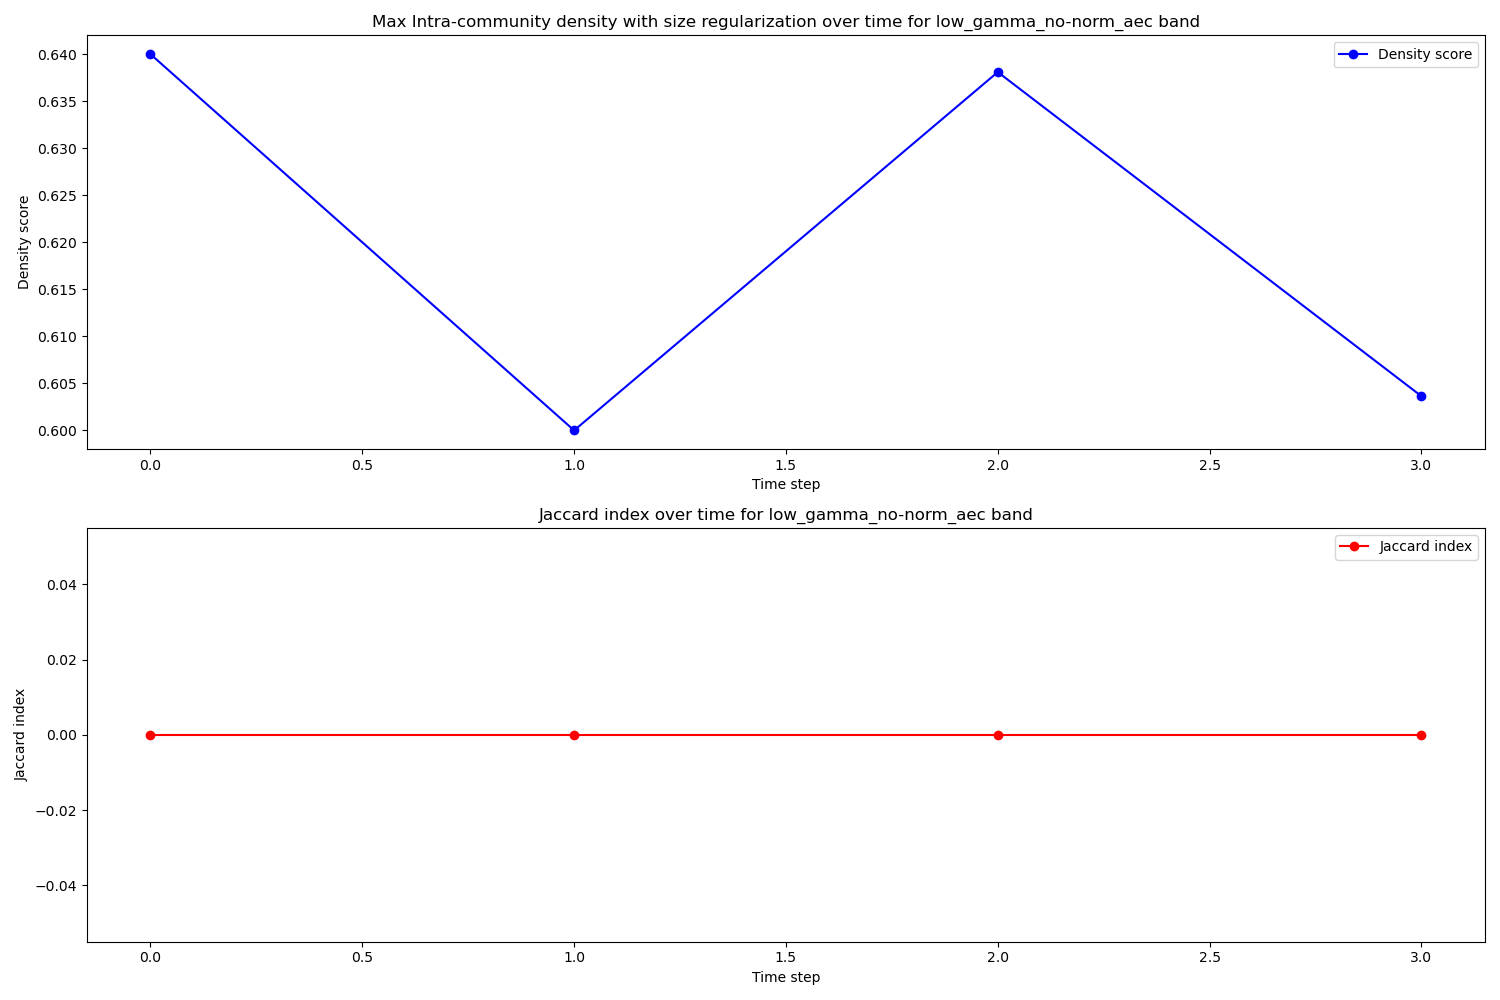 Max Intra-community density with size regularization over time for low_gamma_no-norm_aec band
Density score
0.640
0.635
0.630
0.625
0.620
0.615
0.610
0.605
0.600
Density score
0.0 0.5 1.0 1.5 2.0 2.5 3.0
Time step
Jaccard index over time for low_gamma_no-norm_aec band
Jaccard index
0.04
0.02
0.00
−0.02
−0.04
Jaccard index
0.0 0.5 1.0 1.5 2.0 2.5 3.0
Time step